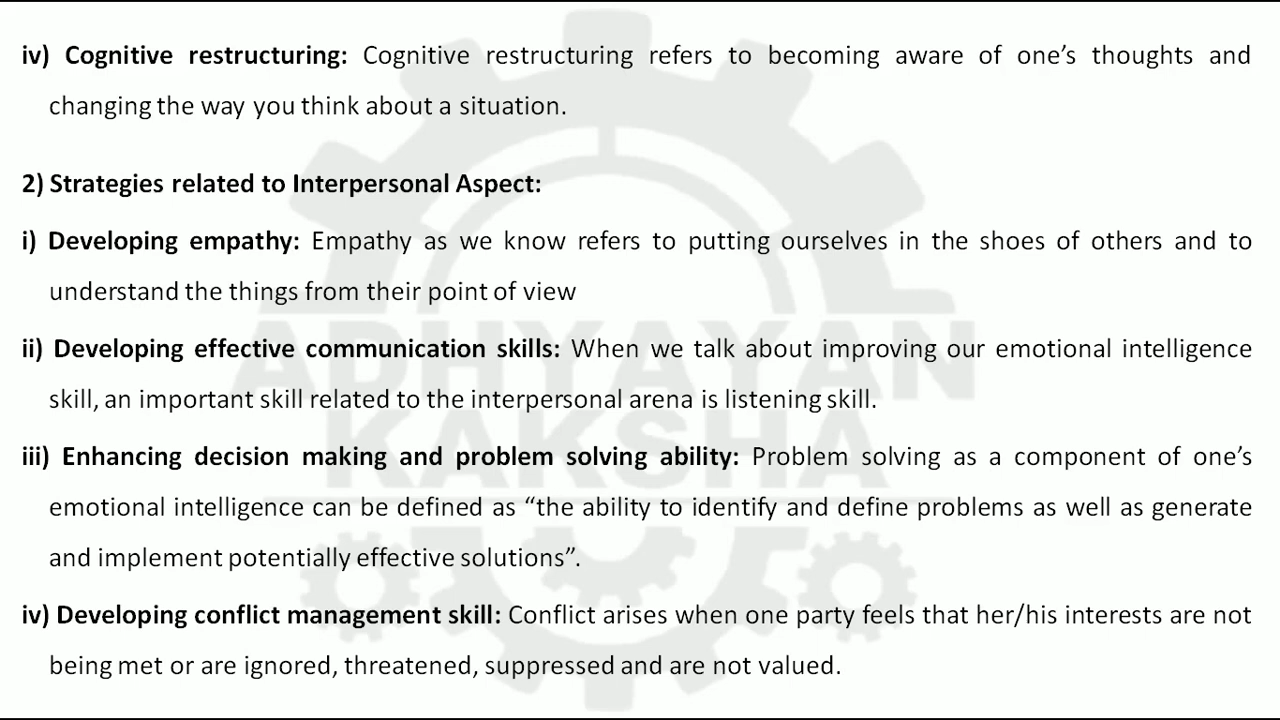 iv) Cognitive restructuring: Cognitive restructuring refers to becoming aware of one's thoughts and
changing the way you think about a situation.
2) Strategies related to Interpersonal Aspect:
i) Developing empathy: Empathy as we know refers to putting ourselves in the shoes of others and to
understand the things from their point of view
ii) Developing effective communication skills: When we talk about improving our emotional intelligence
skill, an important skill related to the interpersonal arena is listening skill.
iii) Enhancing decision making and problem solving ability: Problem solving as a component of one's
emotional intelligence can be defined as “the ability to identify and define problems as well as generate
and implement potentially effective solutions”.
iv) Developing conflict management skill: Conflict arises when one party feels that her/his interests are not
being met or are ignored, threatened, suppressed and are not valued.
ADHYAYAN
KAKSHA